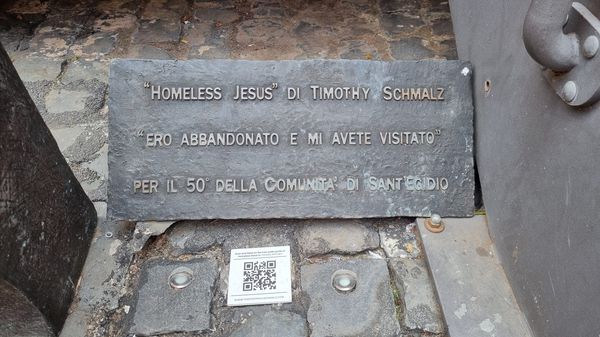 "HOMELESS JESUS" DI TIMOTHY SCHMALZ
"ERO ABBANDONATO E MI AVETE VISITATO"
PER IL 50° DELLA COMUNITA' DI SANT'EGIDIO